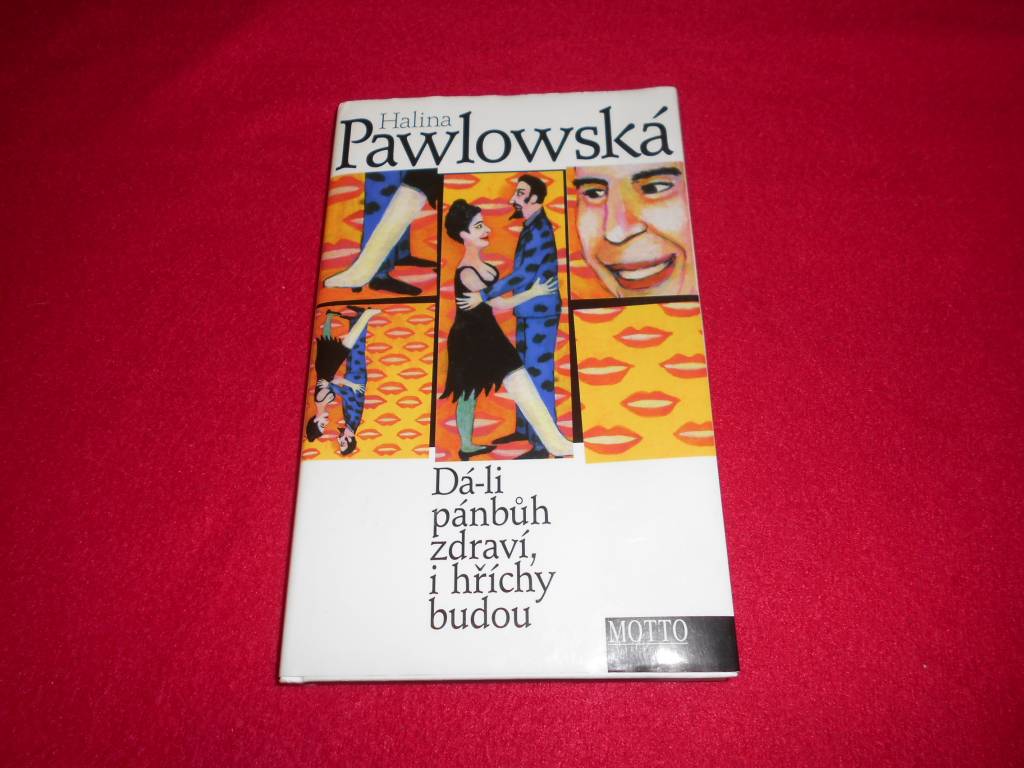 Halina
Pawlowská
Dá-li
pánbůh
zdraví,
i hříchy
budou
MOTTO